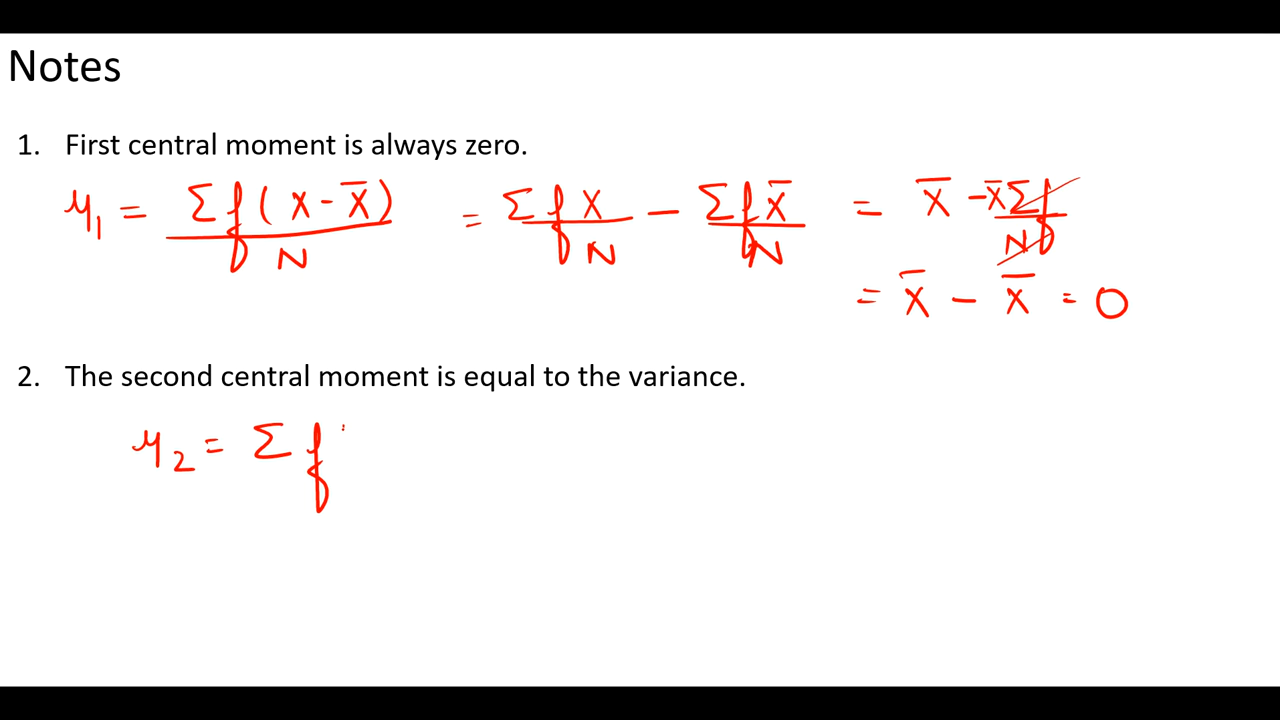 Notes
1. First central moment is always zero.
μ₁ = Σf(x - x̄) / N = Σfx / N - Σfx̄ / N = x̄ - x̄Σf / N
= x̄ - x̄ = 0
2. The second central moment is equal to the variance.
μ₂ = Σf